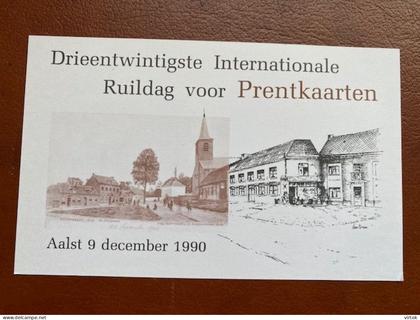 Drieentwintigste Internationale
Ruildag voor Prentkaarten
Aalst 9 december 1990